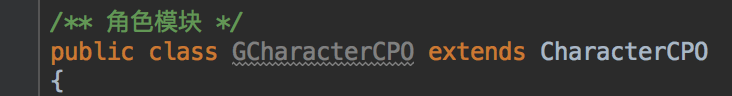 /** 角色模块 */
public class GCharacterCPO extends CharacterCPO
{